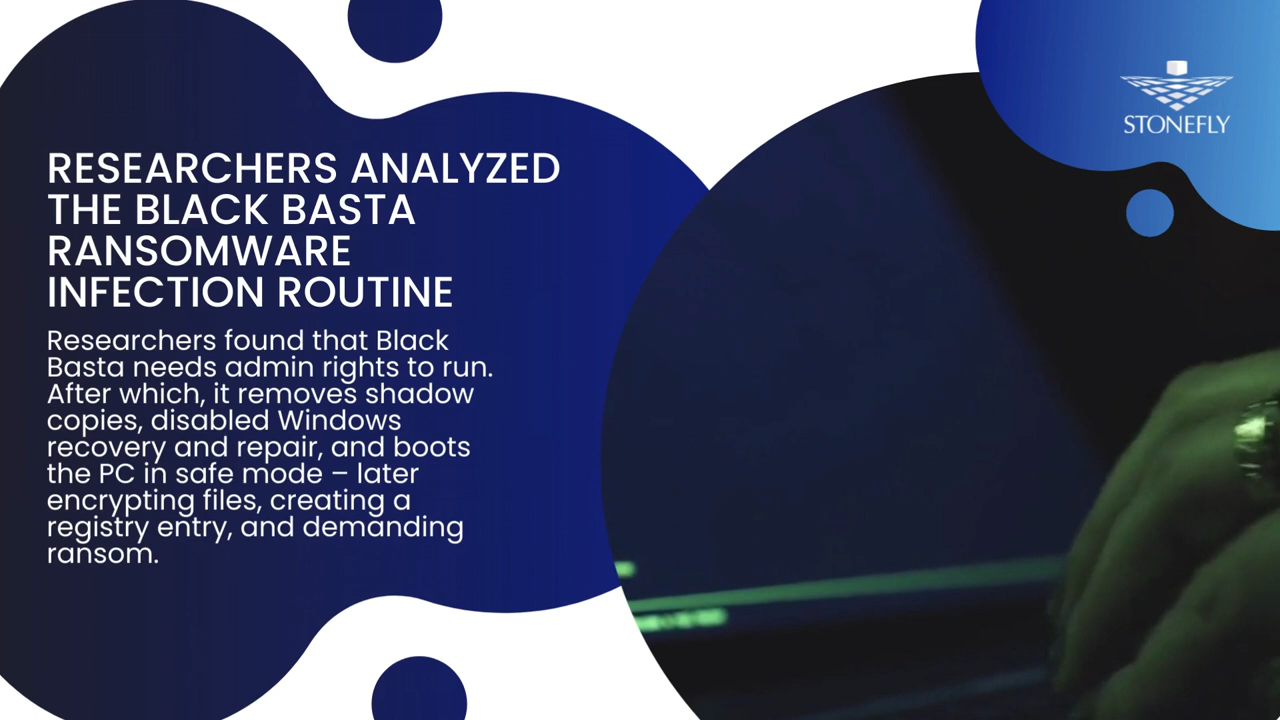 RESEARCHERS ANALYZED
THE BLACK BASTA
RANSOMWARE
INFECTION ROUTINE
Researchers found that Black
Basta needs admin rights to run.
After which, it removes shadow
copies, disabled Windows
recovery and repair, and boots
the PC in safe mode – later
encrypting files, creating a
registry entry, and demanding
ransom.
STONEFLY